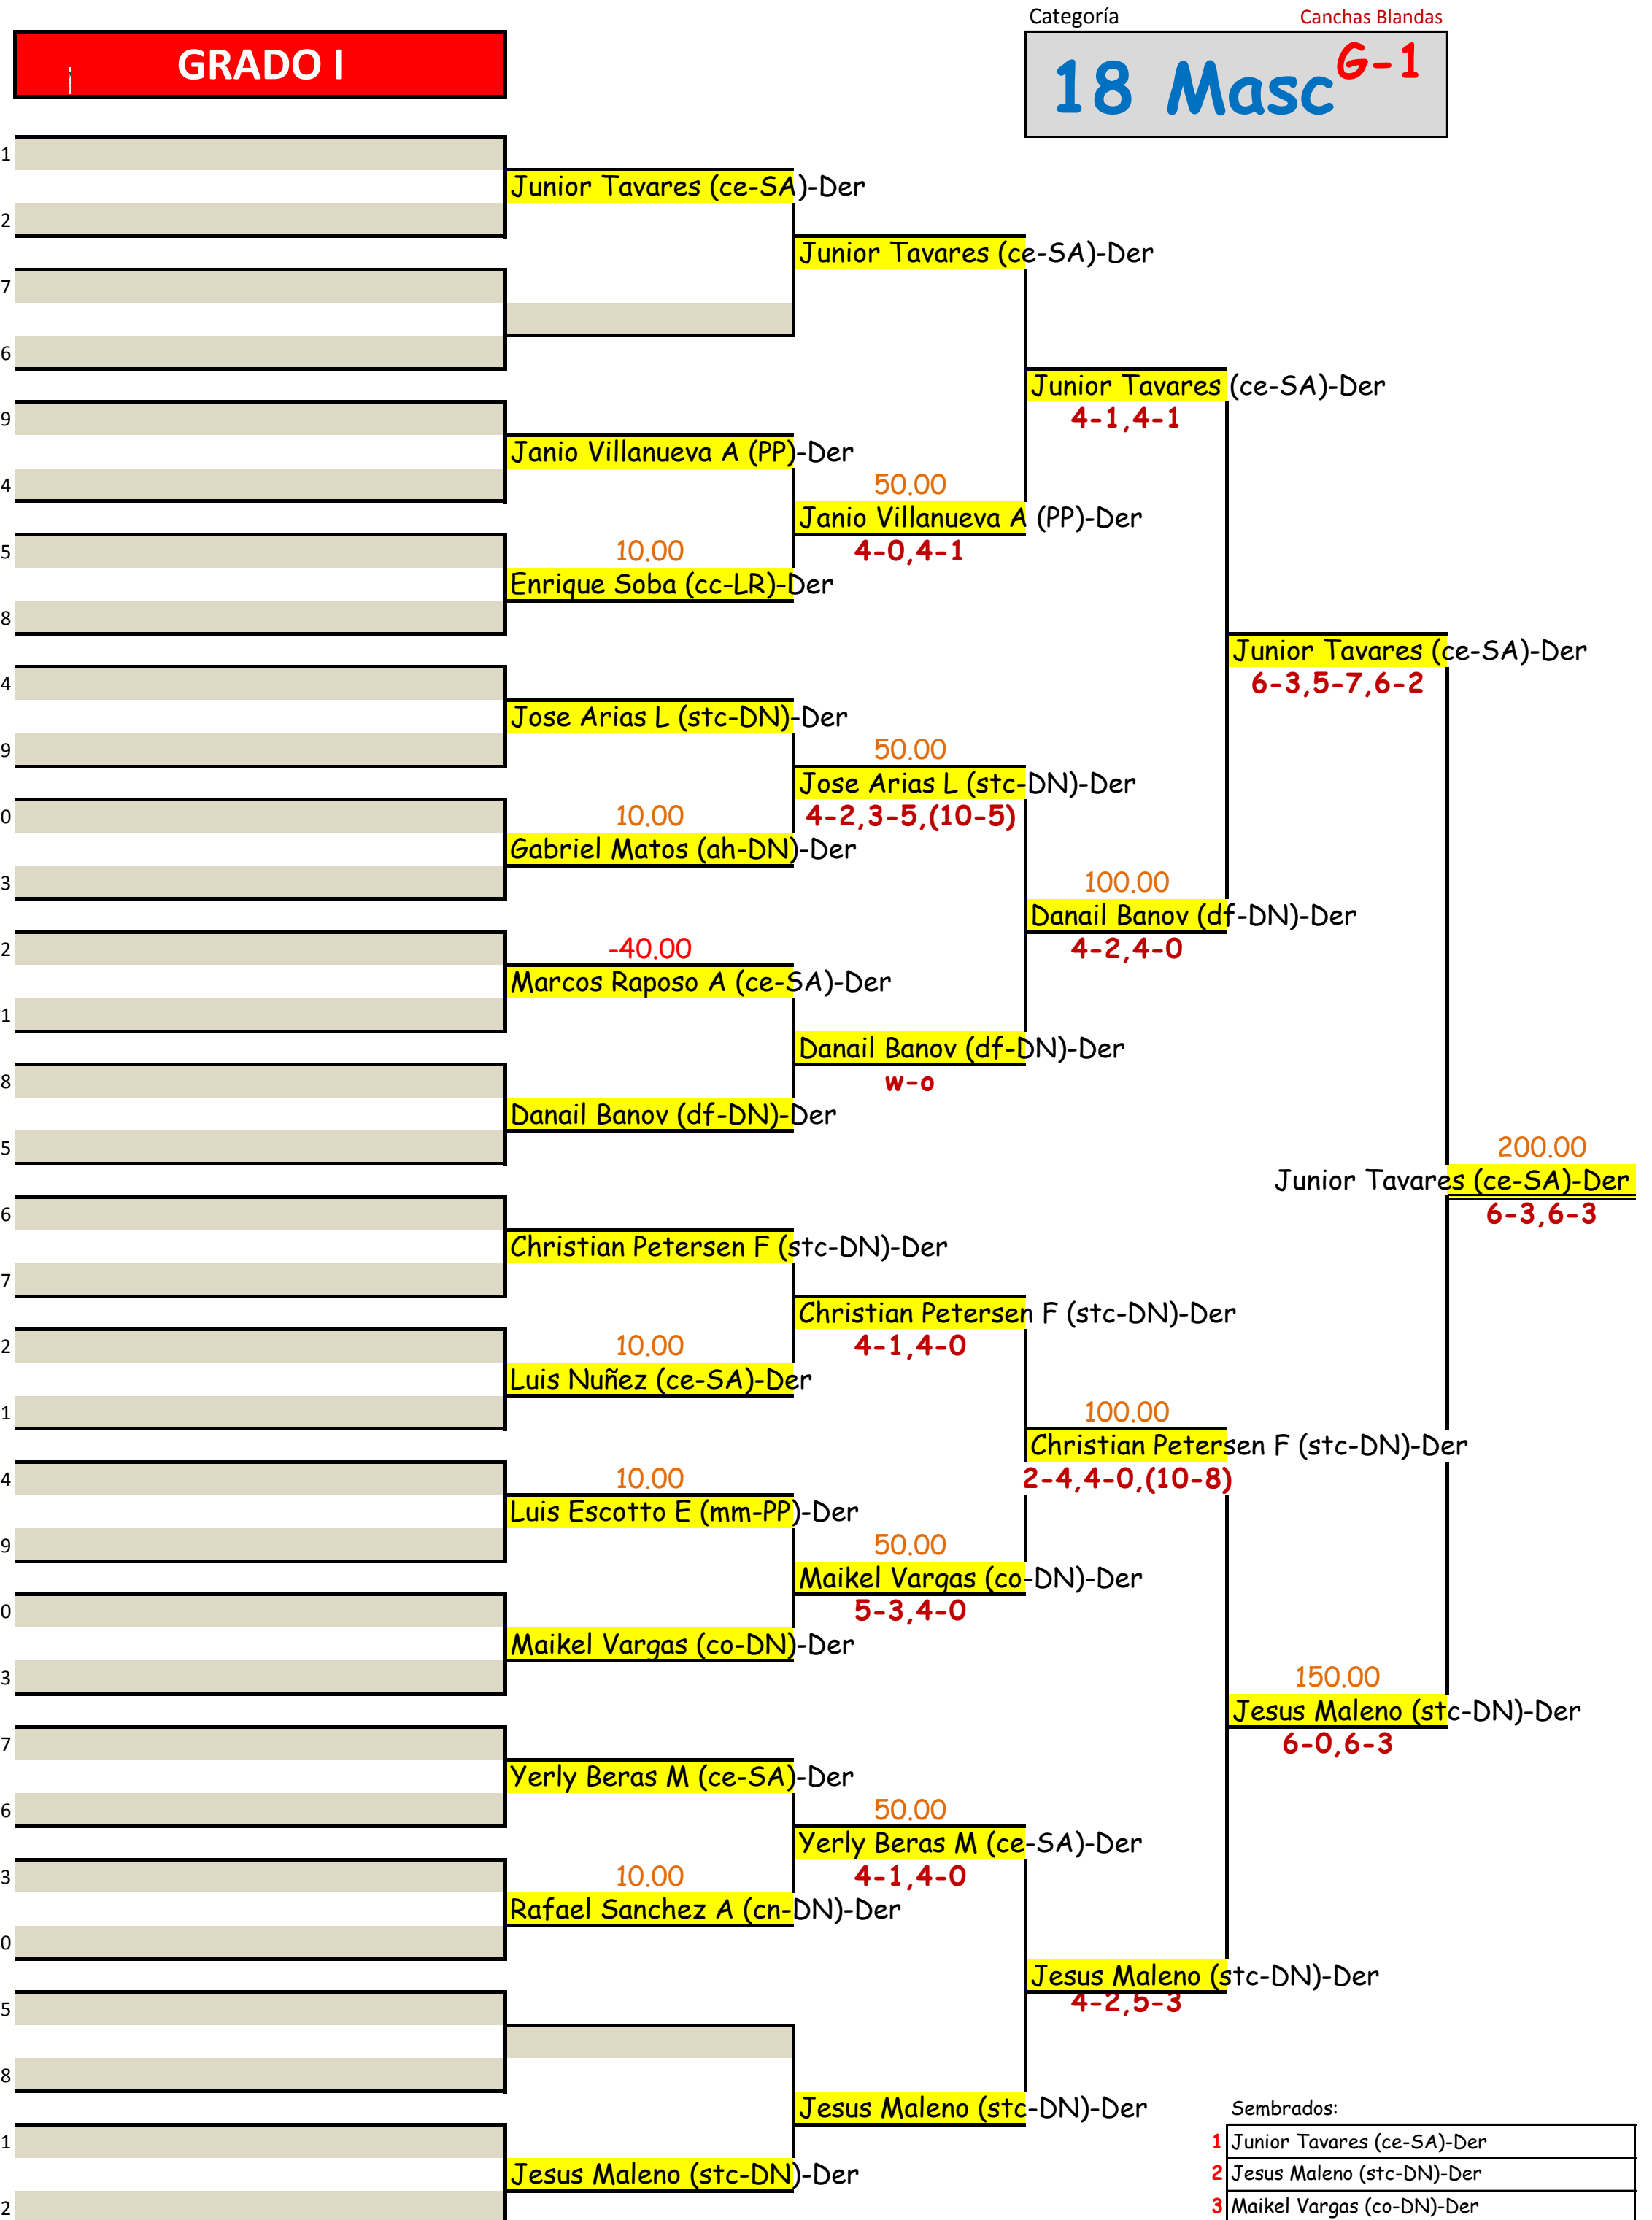 Categoría
Canchas Blandas
GRADO I
18 Masc G-1
1
Junior Tavares (ce-SA)-Der
2
Junior Tavares (ce-SA)-Der
7
6
Junior Tavares (ce-SA)-Der
4-1,4-1
9
Janio Villanueva A (PP)-Der
4
50.00
Janio Villanueva A (PP)-Der
5
10.00
4-0,4-1
Enrique Soba (cc-LR)-Der
8
Junior Tavares (ce-SA)-Der
4
6-3,5-7,6-2
Jose Arias L (stc-DN)-Der
9
50.00
Jose Arias L (stc-DN)-Der
0
10.00
4-2,3-5,(10-5)
Gabriel Matos (ah-DN)-Der
3
100.00
Danail Banov (df-DN)-Der
2
-40.00
4-2,4-0
Marcos Raposo A (ce-SA)-Der
1
Danail Banov (df-DN)-Der
8
w-o
Danail Banov (df-DN)-Der
5
200.00
Junior Tavares (ce-SA)-Der
6
6-3,6-3
Christian Petersen F (stc-DN)-Der
7
Christian Petersen F (stc-DN)-Der
2
10.00
4-1,4-0
Luis Nuñez (ce-SA)-Der
1
100.00
Christian Petersen F (stc-DN)-Der
4
10.00
2-4,4-0,(10-8)
Luis Escotto E (mm-PP)-Der
9
50.00
Maikel Vargas (co-DN)-Der
0
5-3,4-0
Maikel Vargas (co-DN)-Der
3
150.00
Jesus Maleno (stc-DN)-Der
7
6-0,6-3
Yerly Beras M (ce-SA)-Der
6
50.00
Yerly Beras M (ce-SA)-Der
3
10.00
4-1,4-0
Rafael Sanchez A (cn-DN)-Der
0
Jesus Maleno (stc-DN)-Der
5
4-2,5-3
8
Jesus Maleno (stc-DN)-Der
Sembrados:
1
1 Junior Tavares (ce-SA)-Der
Jesus Maleno (stc-DN)-Der
2 Jesus Maleno (stc-DN)-Der
2
3 Maikel Vargas (co-DN)-Der